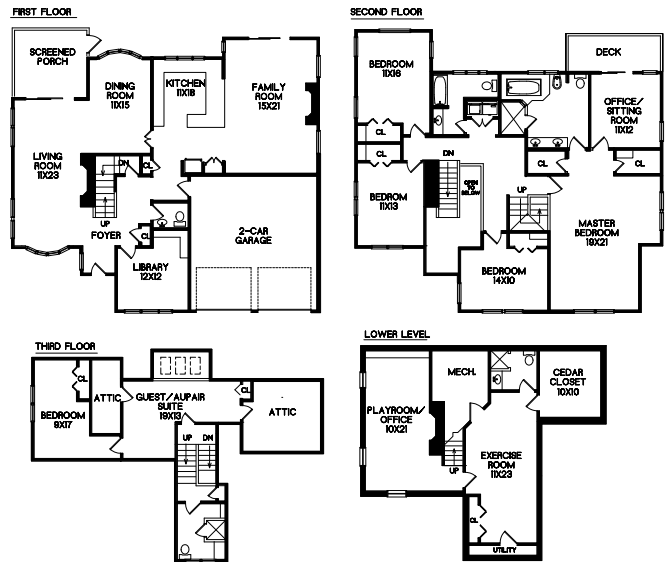 FIRST FLOOR
SCREENED
PORCH
DINING
ROOM
11X15
KITCHEN
11X18
FAMILY
ROOM
15X21
LIVING
ROOM
11X23
DN
CL
UP
FOYER
CL
LIBRARY
12X12
2-CAR
GARAGE
SECOND FLOOR
BEDROOM
11X16
DECK
OFFICE/
SITTING
ROOM
11X12
CL
CL
DN
OPEN
TO
BELOW
CL
CL
UP
BEDROOM
11X13
MASTER
BEDROOM
19X21
BEDROOM
14X10
THIRD FLOOR
CL
ATTIC
BEDROOM
9X17
GUEST/AUPAIR
SUITE
19X13
CL
ATTIC
UP
DN
LOWER LEVEL
MECH.
CEDAR
CLOSET
10X10
PLAYROOM/
OFFICE
10X21
EXERCISE
ROOM
11X23
UP
CL
UTILITY